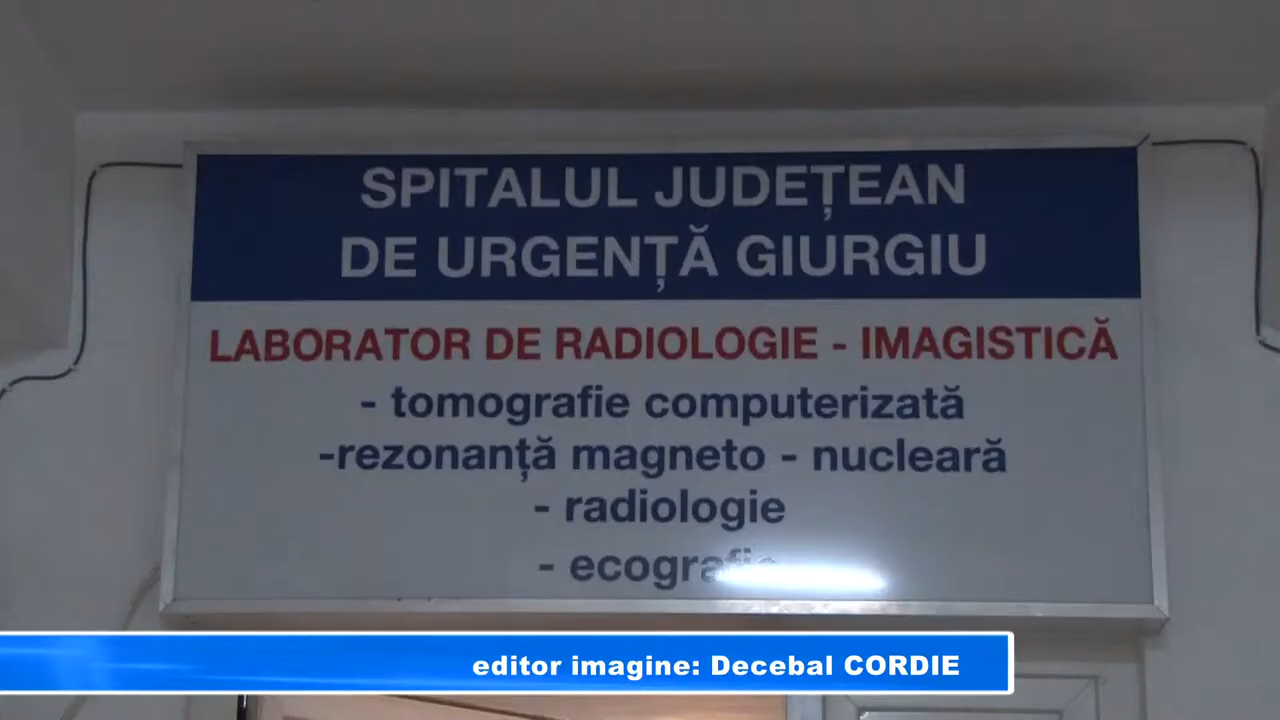 SPITALUL JUDEȚEAN
DE URGENȚĂ GIURGIU
LABORATOR DE RADIOLOGIE - IMAGISTICĂ
- tomografie computerizată
-rezonanță magneto - nucleară
- radiologie
- ecografie
editor imagine: Decebal CORDIE